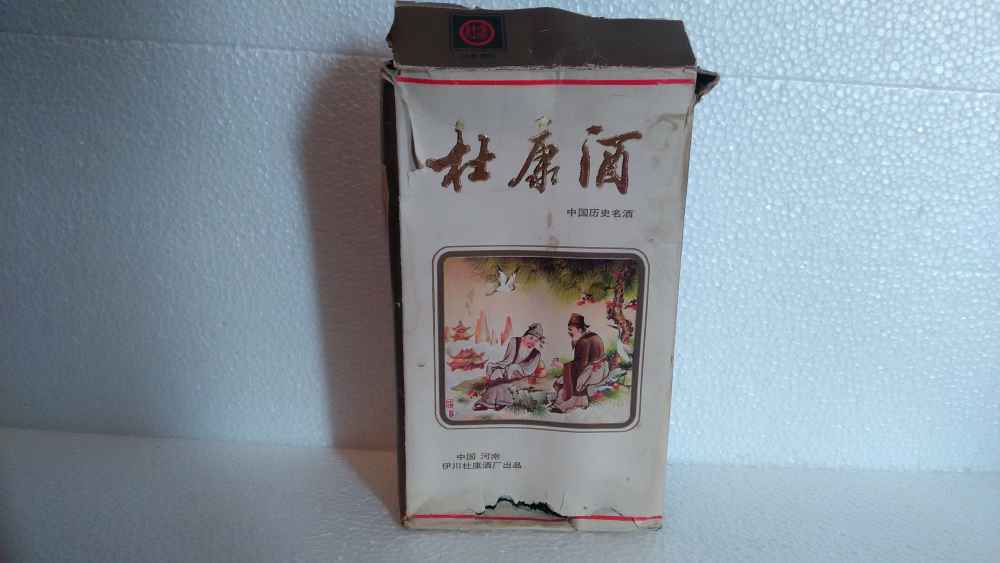 杜康酒
中国历史名酒
中国 河南
伊川杜康酒厂出品